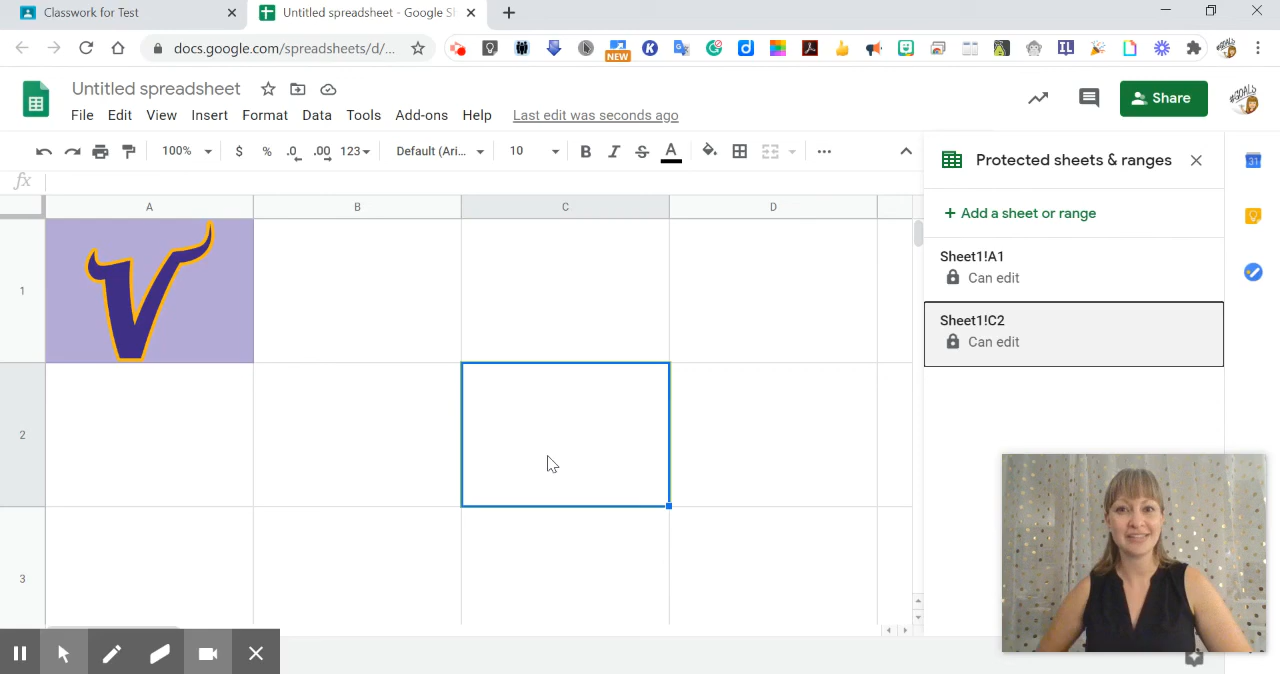 Classwork for Test
Untitled spreadsheet - Google Sh
docs.google.com/spreadsheets/d/...
NEW
Untitled spreadsheet
File Edit View Insert Format Data Tools Add-ons Help Last edit was seconds ago
Share
#GOALS
100% $ % .0 .00 123 Default (Ari... 10 B I S A
Protected sheets & ranges
31
fx
+ Add a sheet or range
A B C D
1
V
Sheet1!A1
Can edit
Sheet1!C2
Can edit
2
3